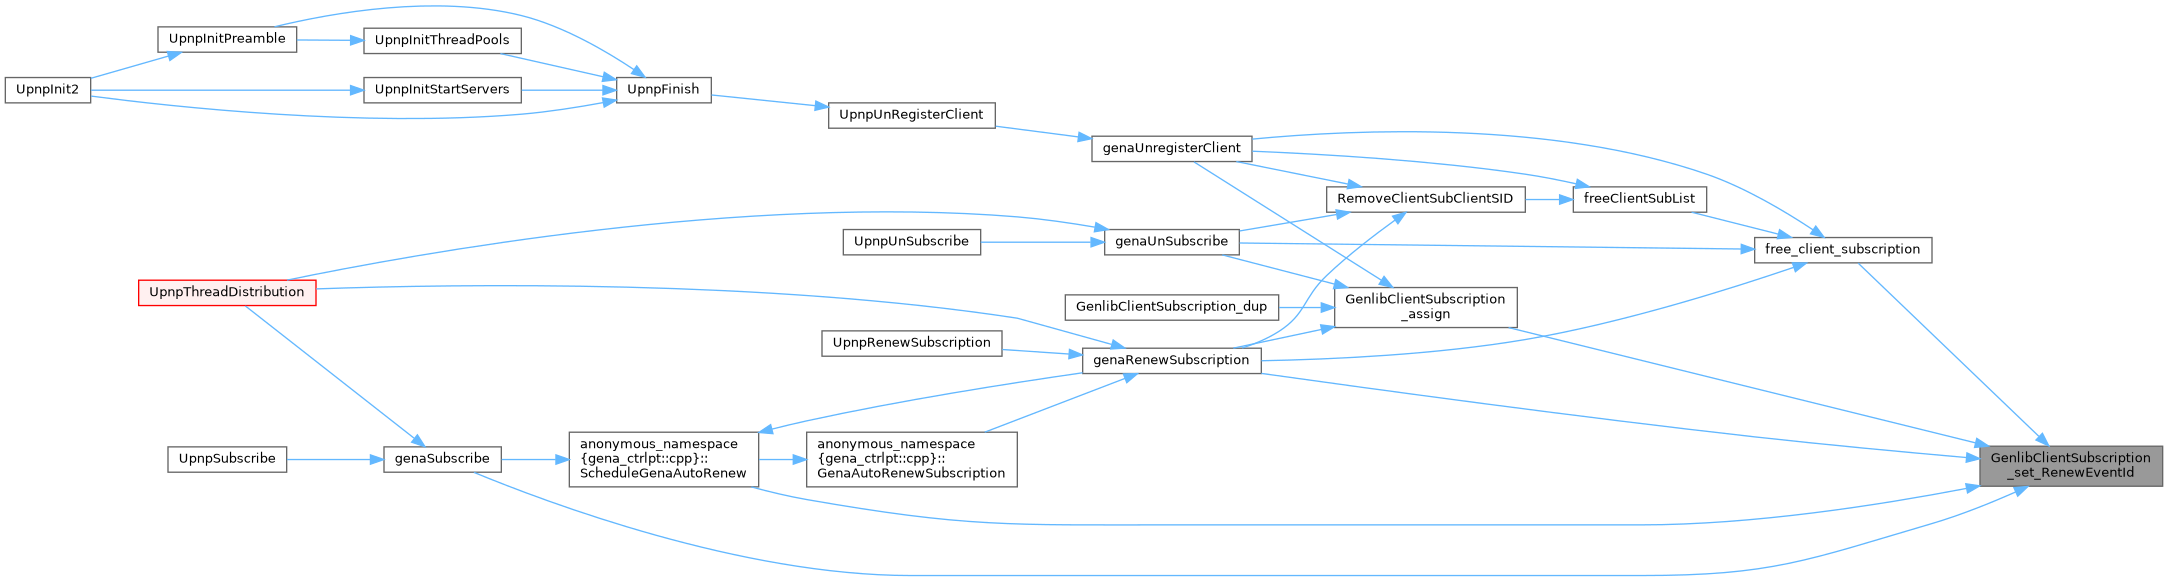 UpnpInitPreamble
UpnpInitThreadPools
UpnpInit2
UpnpInitStartServers
UpnpFinish
UpnpUnRegisterClient
genaUnregisterClient
RemoveClientSubClientSID
freeClientSubList
UpnpUnSubscribe
genaUnSubscribe
free_client_subscription
UpnpThreadDistribution
GenlibClientSubscription_dup
GenlibClientSubscription
_assign
UpnpRenewSubscription
genaRenewSubscription
UpnpSubscribe
genaSubscribe
anonymous_namespace
{gena_ctrlpt::cpp}::
ScheduleGenaAutoRenew
anonymous_namespace
{gena_ctrlpt::cpp}::
GenaAutoRenewSubscription
GenlibClientSubscription
_set_RenewEventId